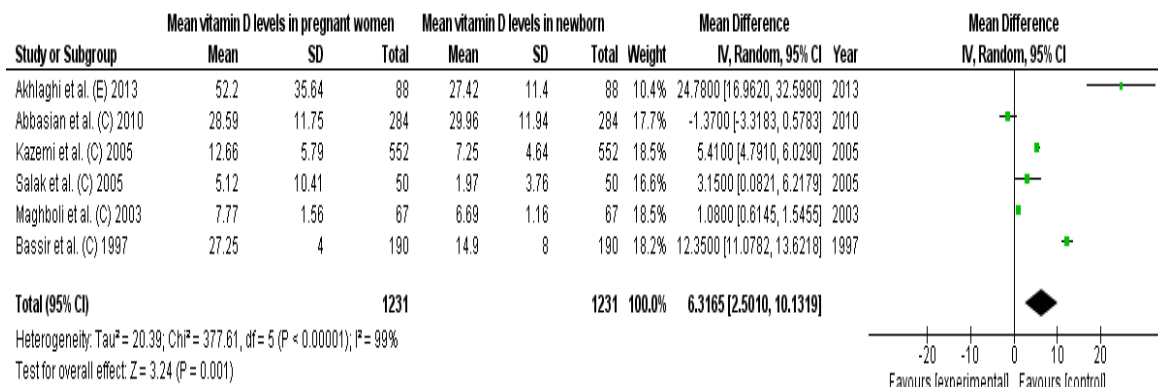 Mean vitamin D levels in pregnant women Mean vitamin D levels in newborn Mean Difference Mean Difference
Study or Subgroup Mean SD Total Mean SD Total Weight IV, Random, 95% CI Year IV, Random, 95% CI
Akhlaghi et al. (E) 2013 52.2 35.64 88 27.42 11.4 88 10.4% 24.7800 [16.9620, 32.5980] 2013
Abbasian et al. (C) 2010 28.59 11.75 284 29.96 11.94 284 17.7% -1.3700 [-3.3183, 0.5783] 2010
Kazemi et al. (C) 2005 12.66 5.79 552 7.25 4.64 552 18.5% 5.4100 [4.7910, 6.0290] 2005
Salak et al. (C) 2005 5.12 10.41 50 1.97 3.76 50 16.6% 3.1500 [0.0821, 6.2179] 2005
Maghboli et al. (C) 2003 7.77 1.56 67 6.69 1.16 67 18.5% 1.0800 [0.6145, 1.5455] 2003
Bassir et al. (C) 1997 27.25 4 190 14.9 8 190 18.2% 12.3500 [11.0782, 13.6218] 1997
Total (95% CI) 1231 1231 100.0% 6.3165 [2.5010, 10.1319]
Heterogeneity: Tau² = 20.39; Chi² = 377.61, df = 5 (P < 0.00001); I² = 99%
Test for overall effect: Z = 3.24 (P = 0.001)
-20 -10 0 10 20
Favours [experimental] Favours [control]